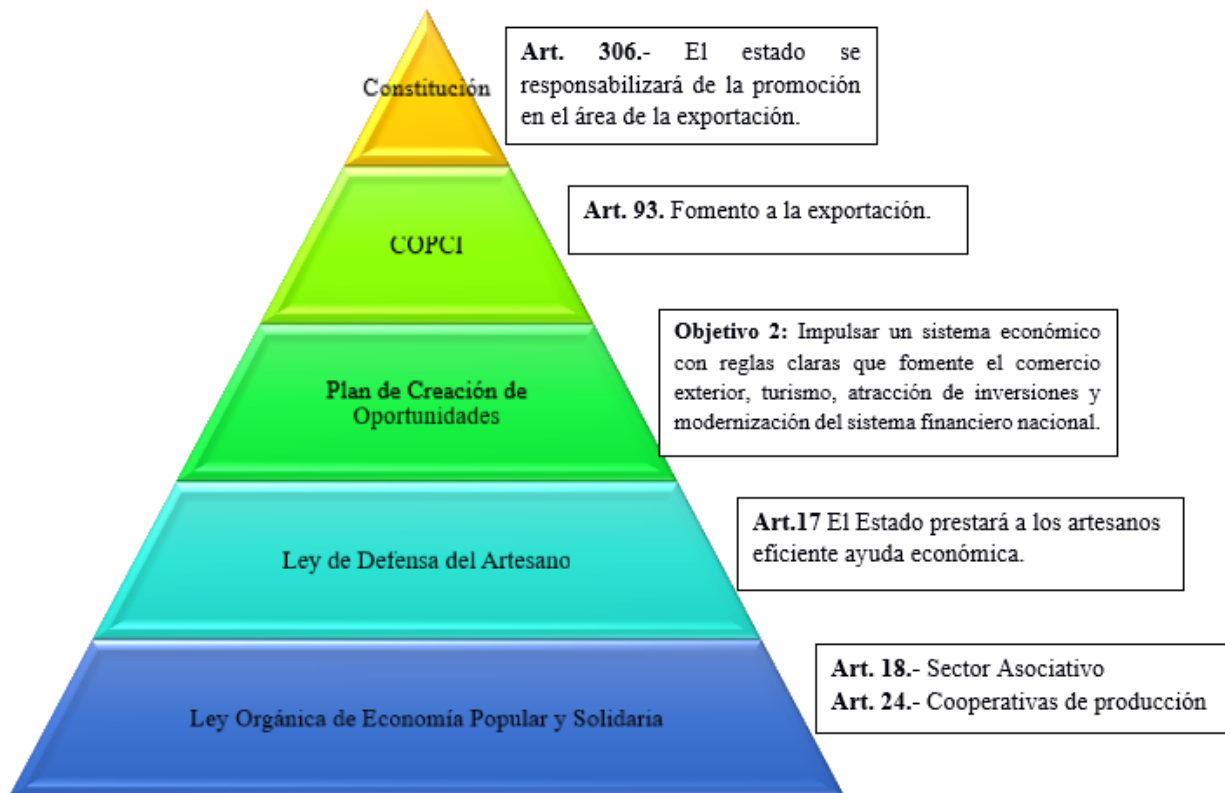 Constitución
Art. 306.- El estado se
responsabilizará de la promoción
en el área de la exportación.
COPCI
Art. 93. Fomento a la exportación.
Plan de Creación de
Oportunidades
Objetivo 2: Impulsar un sistema económico
con reglas claras que fomente el comercio
exterior, turismo, atracción de inversiones y
modernización del sistema financiero nacional.
Ley de Defensa del Artesano
Art.17 El Estado prestará a los artesanos
eficiente ayuda económica.
Ley Orgánica de Economía Popular y Solidaria
Art. 18.- Sector Asociativo
Art. 24.- Cooperativas de producción